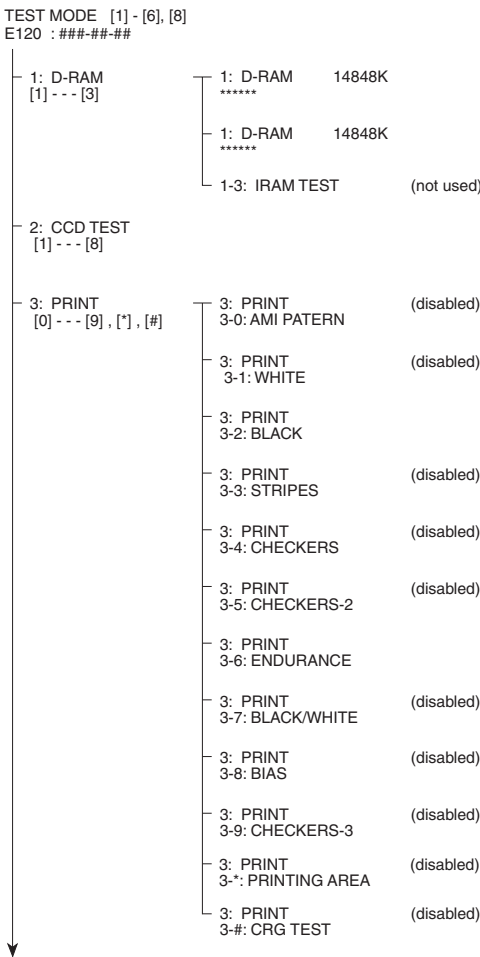 TEST MODE [1] - [6], [8]
E120 : ###-##-##
1: D-RAM
[1] - - - [3]
1: D-RAM 14848K
******
1: D-RAM 14848K
******
1-3: IRAM TEST (not used)
2: CCD TEST
[1] - - - [8]
3: PRINT
[0] - - - [9] , [*] , [#]
3: PRINT (disabled)
3-0: AMI PATERN
3: PRINT (disabled)
3-1: WHITE
3: PRINT
3-2: BLACK
3: PRINT (disabled)
3-3: STRIPES
3: PRINT (disabled)
3-4: CHECKERS
3: PRINT (disabled)
3-5: CHECKERS-2
3: PRINT
3-6: ENDURANCE
3: PRINT (disabled)
3-7: BLACK/WHITE
3: PRINT (disabled)
3-8: BIAS
3: PRINT (disabled)
3-9: CHECKERS-3
3: PRINT (disabled)
3-*: PRINTING AREA
3: PRINT (disabled)
3-#: CRG TEST